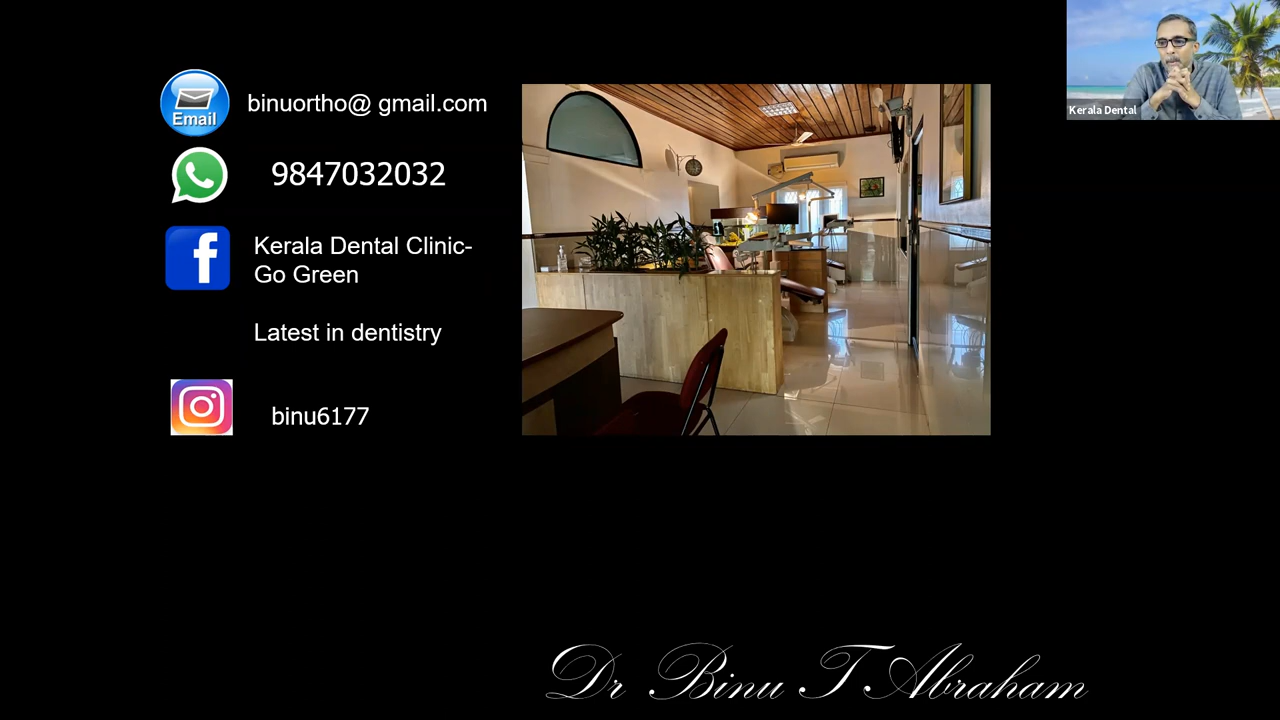 Email
binuortho@ gmail.com
9847032032
f
Kerala Dental Clinic-
Go Green
Latest in dentistry
binu6177
Kerala Dental
Dr Binu T Abraham